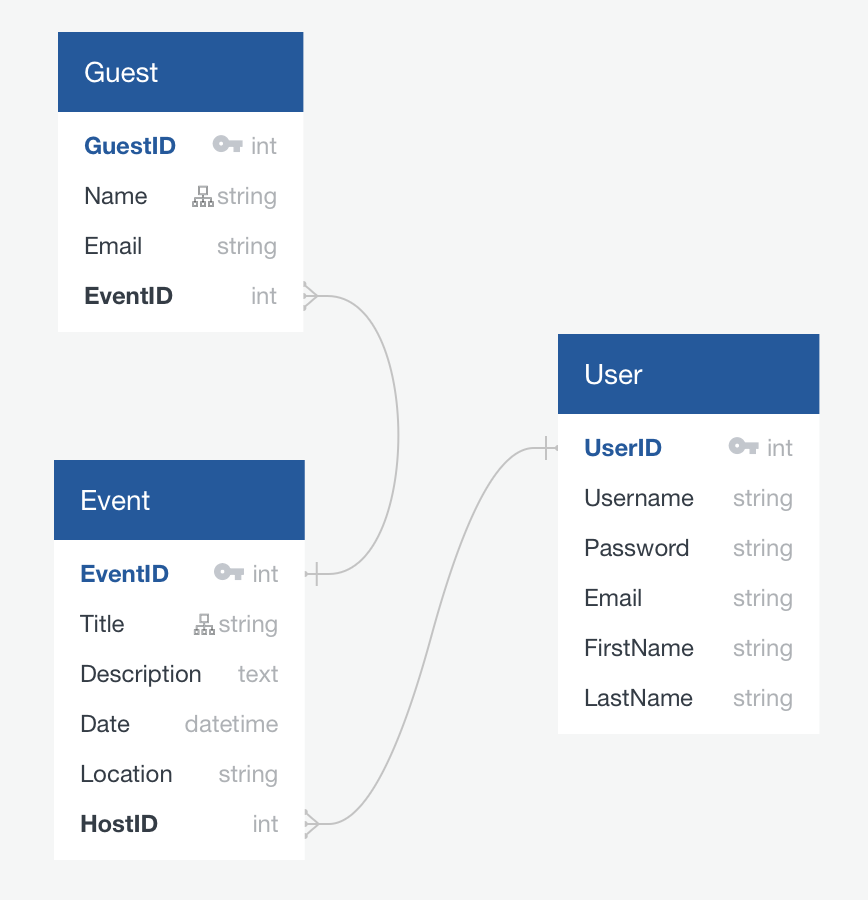 Guest
GuestID int
Name string
Email string
EventID int
Event
EventID int
Title string
Description text
Date datetime
Location string
HostID int
User
UserID int
Username string
Password string
Email string
FirstName string
LastName string